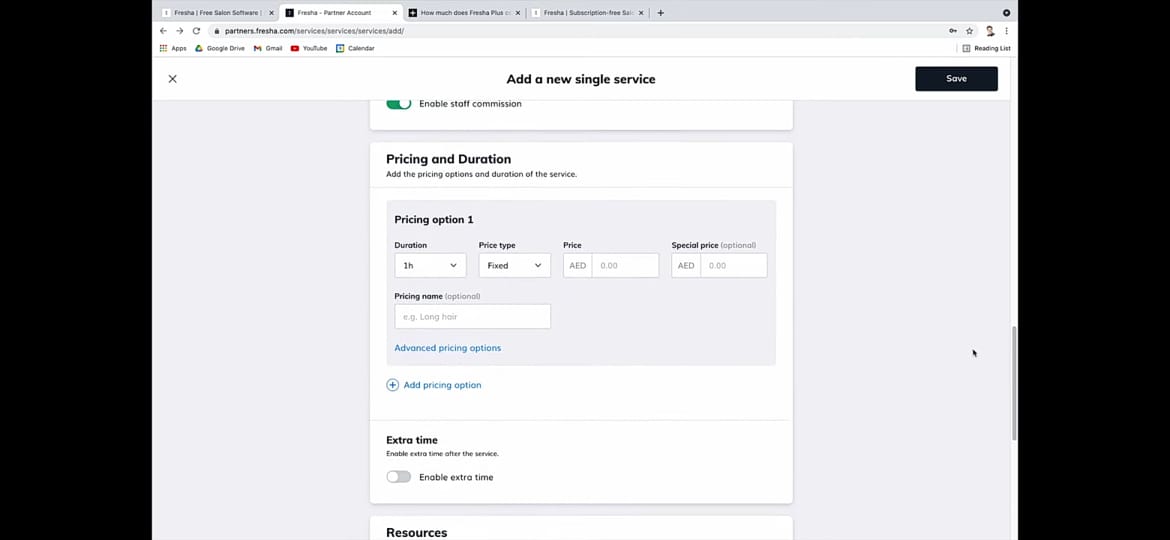 Fresha | Free Salon Software |
Fresha - Partner Account
How much does Fresha Plus c
Fresha | Subscription-free Sal
partners.fresha.com/services/services/services/add/
Apps Google Drive Gmail YouTube Calendar Reading List
Add a new single service
Save
Enable staff commission
Pricing and Duration
Add the pricing options and duration of the service.
Pricing option 1
Duration Price type Price Special price (optional)
1h Fixed AED 0.00 AED 0.00
Pricing name (optional)
e.g. Long hair
Advanced pricing options
Add pricing option
Extra time
Enable extra time after the service.
Enable extra time
Resources